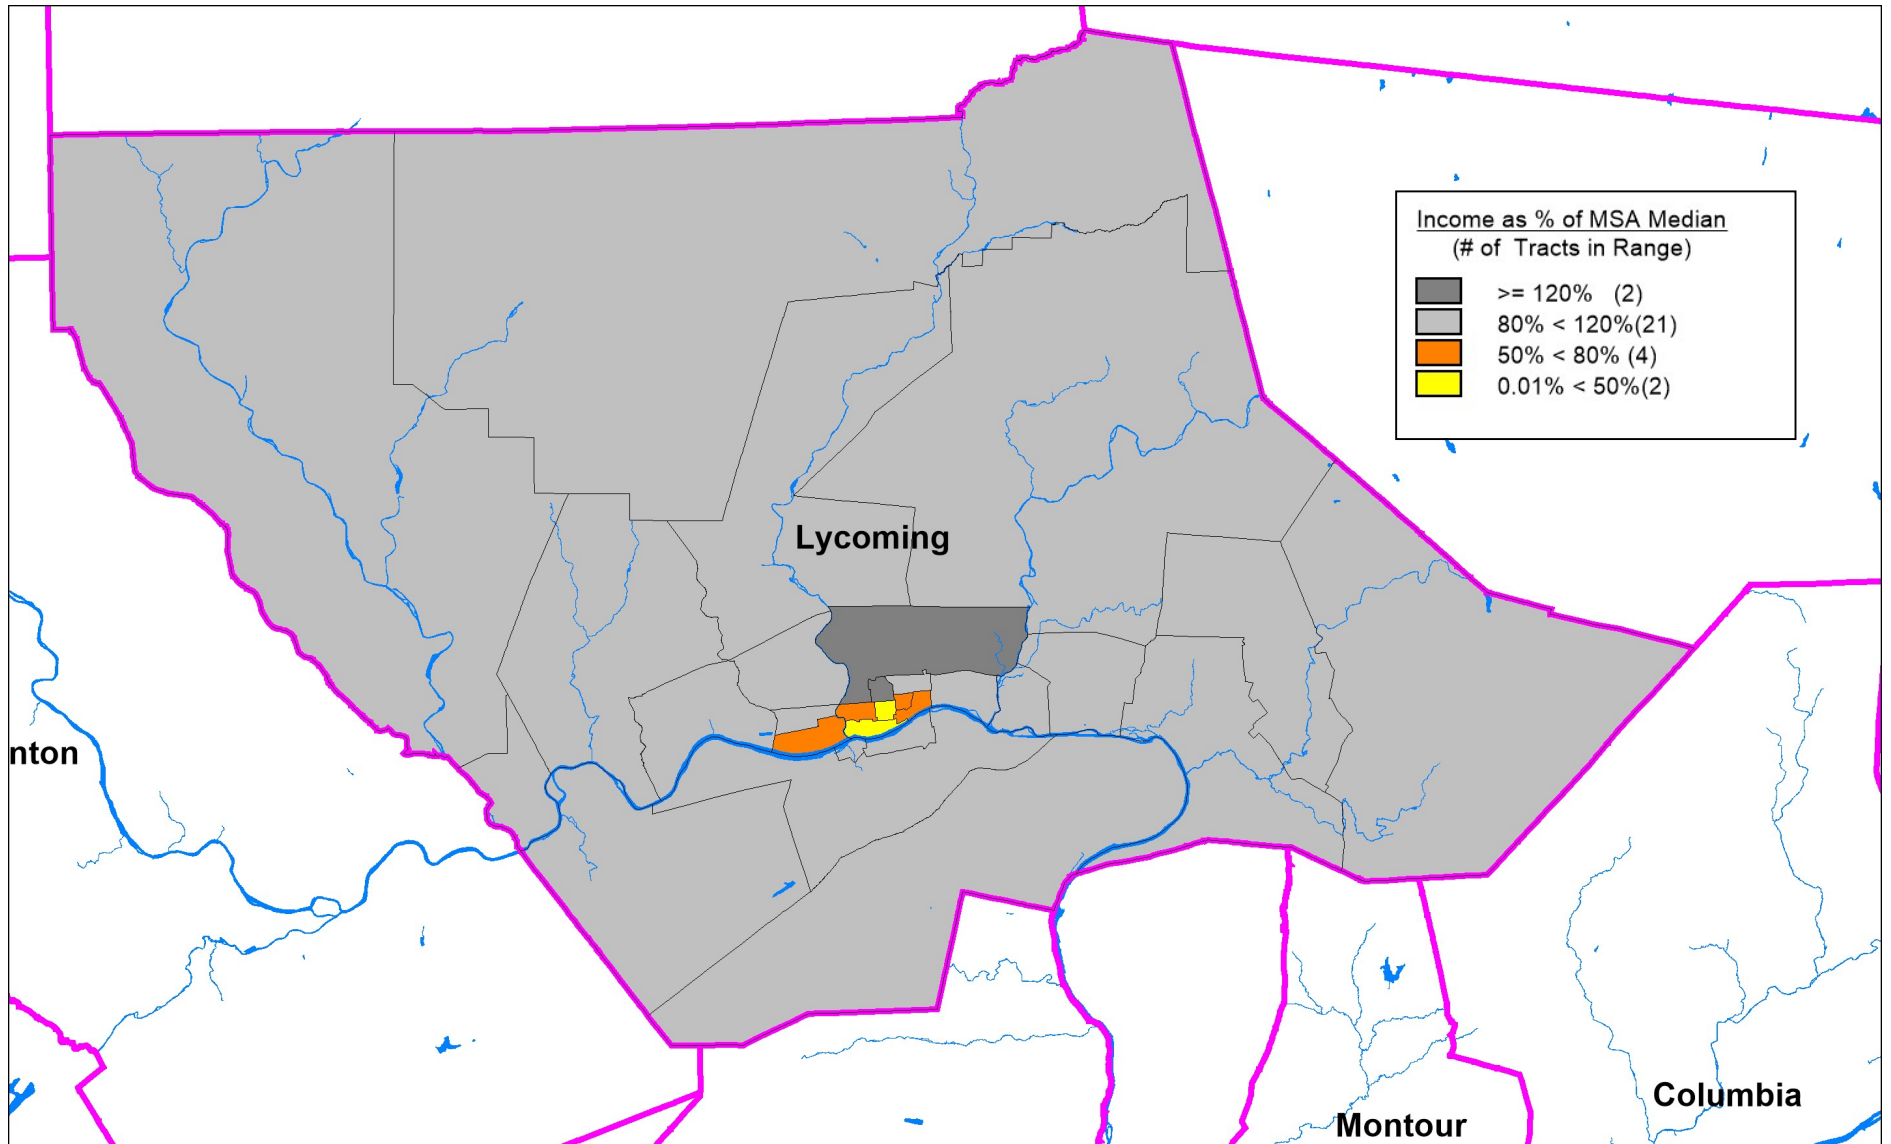 Income as % of MSA Median
(# of Tracts in Range)
>= 120% (2)
80% < 120%(21)
50% < 80% (4)
0.01% < 50%(2)
Lycoming
nton
Columbia
Montour